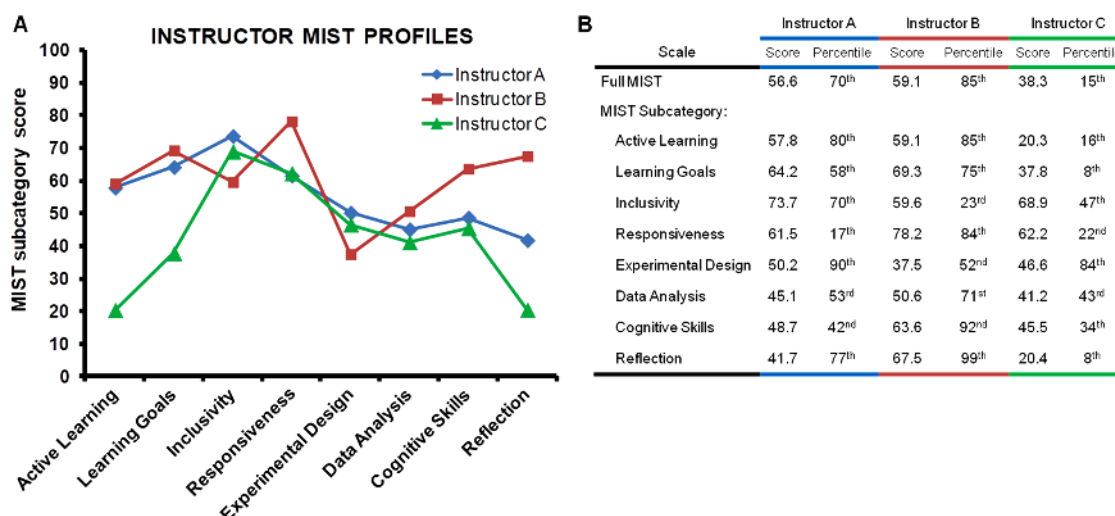 A
INSTRUCTOR MIST PROFILES
100
90
80
70
60
50
40
30
20
10
0
MIST subcategory score
Instructor A
Instructor B
Instructor C
Active Learning
Learning Goals
Inclusivity
Responsiveness
Experimental Design
Data Analysis
Cognitive Skills
Reflection
B
Instructor A Instructor B Instructor C
Scale Score Percentile Score Percentile Score Percentile
Full MIST 56.6 70th 59.1 85th 38.3 15th
MIST Subcategory:
Active Learning 57.8 80th 59.1 85th 20.3 16th
Learning Goals 64.2 58th 69.3 75th 37.8 8th
Inclusivity 73.7 70th 59.6 23rd 68.9 47th
Responsiveness 61.5 17th 78.2 84th 62.2 22nd
Experimental Design 50.2 90th 37.5 52nd 46.6 84th
Data Analysis 45.1 53rd 50.6 71st 41.2 43rd
Cognitive Skills 48.7 42nd 63.6 92nd 45.5 34th
Reflection 41.7 77th 67.5 99th 20.4 8th